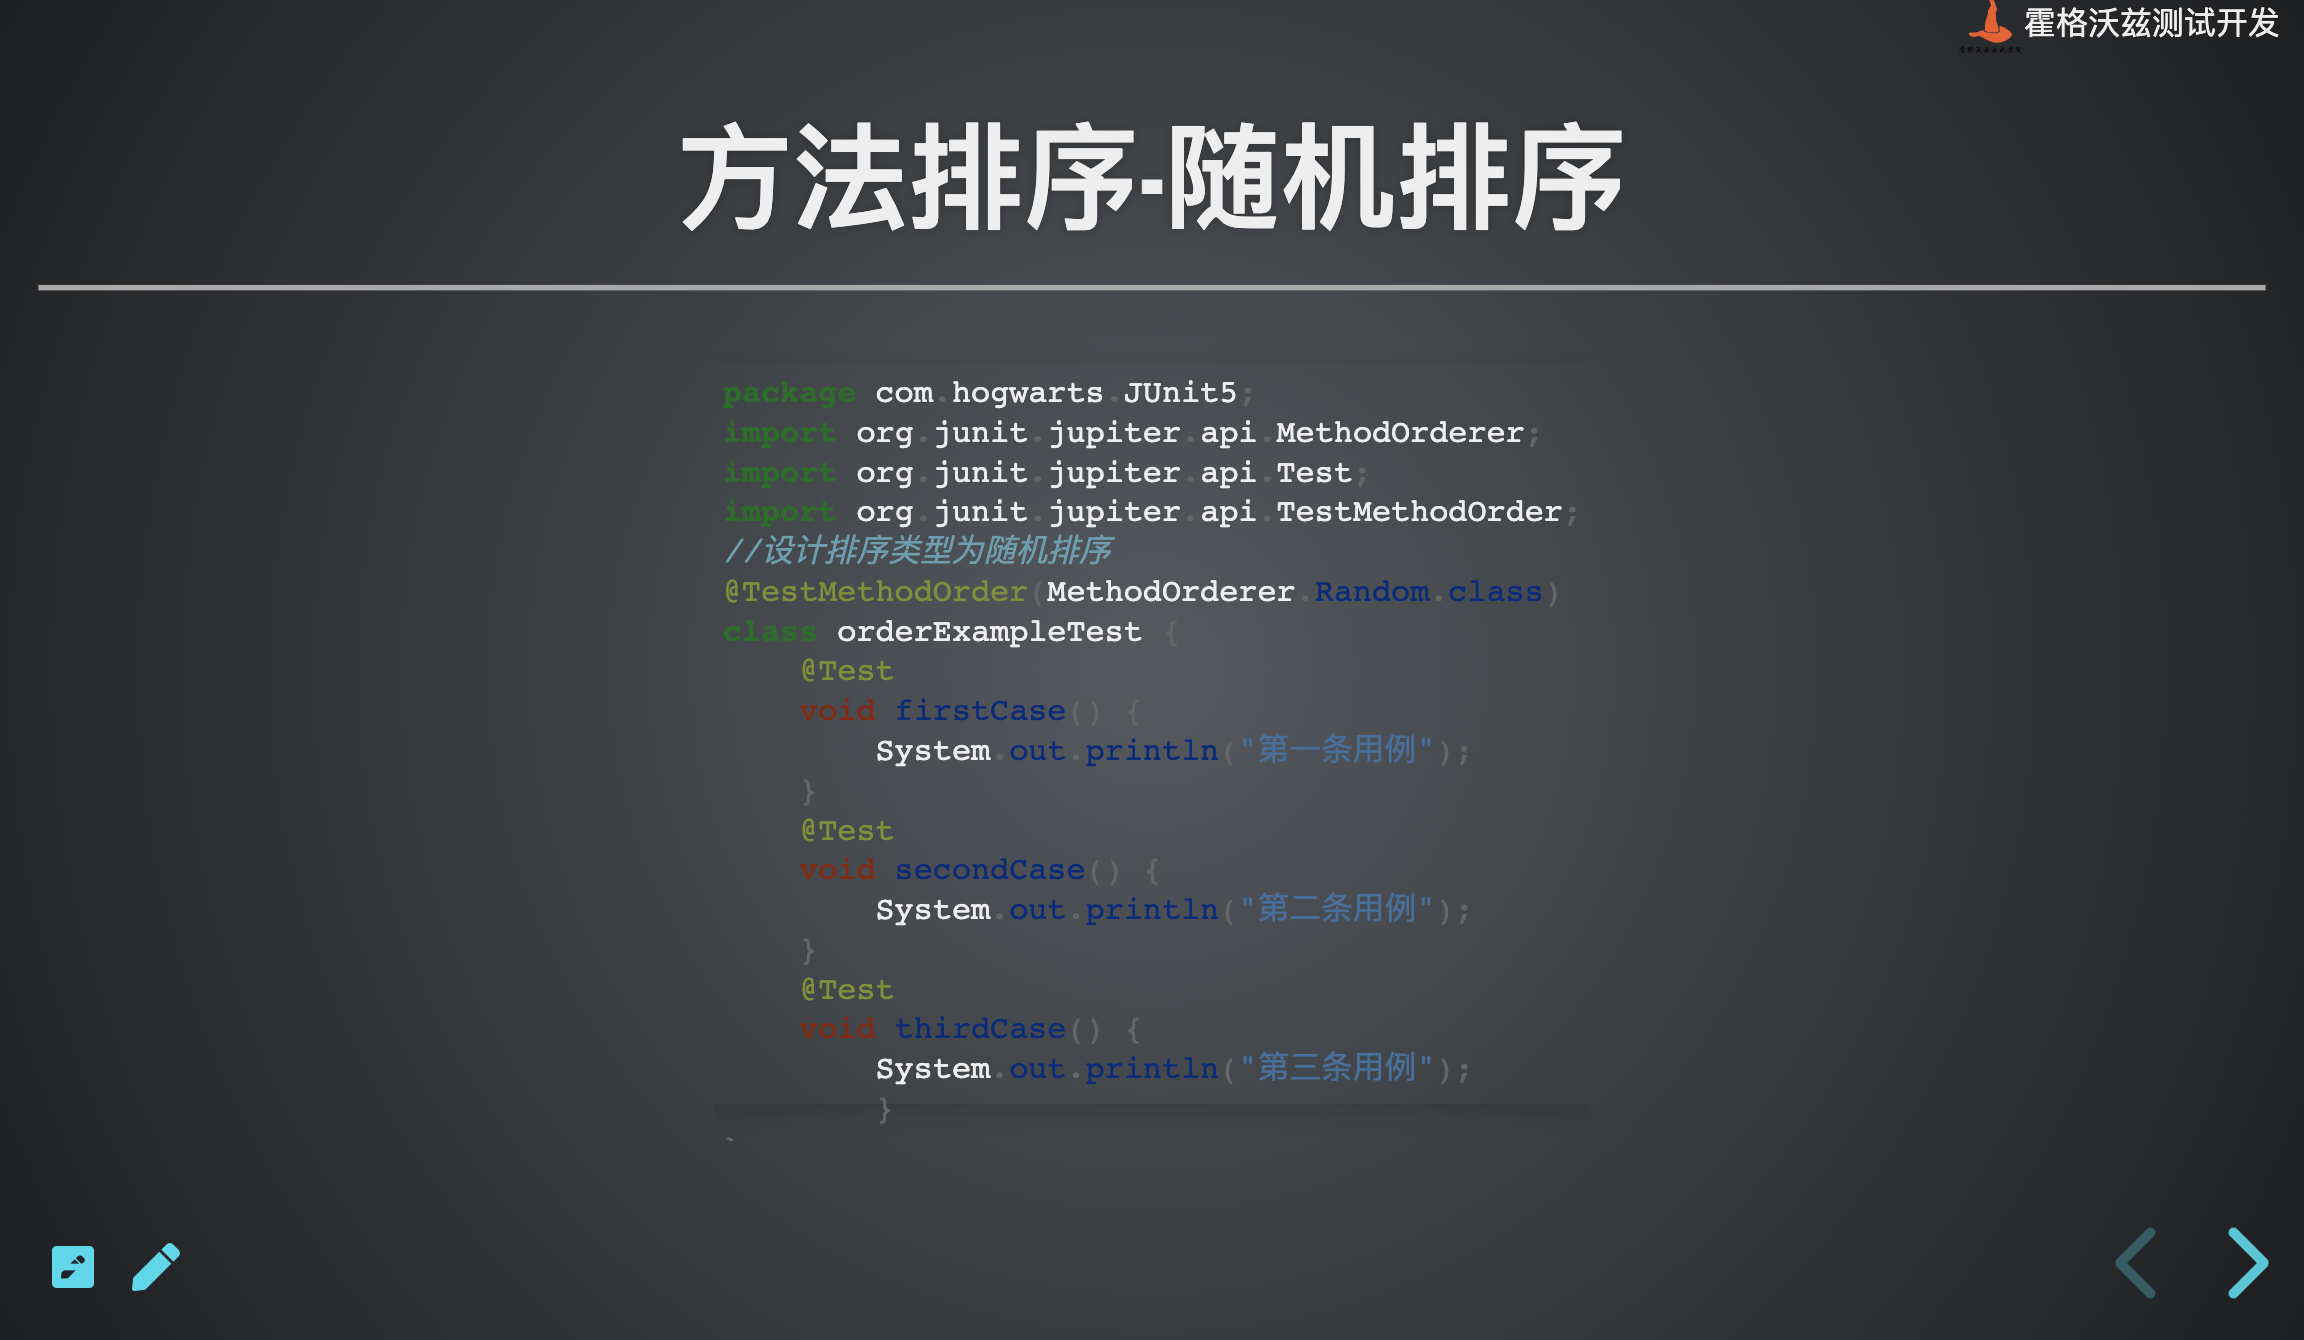 霍格沃兹测试开发
方法排序-随机排序
package com.hogwarts.JUnit5;
import org.junit.jupiter.api.MethodOrderer;
import org.junit.jupiter.api.Test;
import org.junit.jupiter.api.TestMethodOrder;
//设计排序类型为随机排序
@TestMethodOrder(MethodOrderer.Random.class)
class orderExampleTest {
    @Test
    void firstCase() {
        System.out.println("第一条用例");
    }
    @Test
    void secondCase() {
        System.out.println("第二条用例");
    }
    @Test
    void thirdCase() {
        System.out.println("第三条用例");
        }